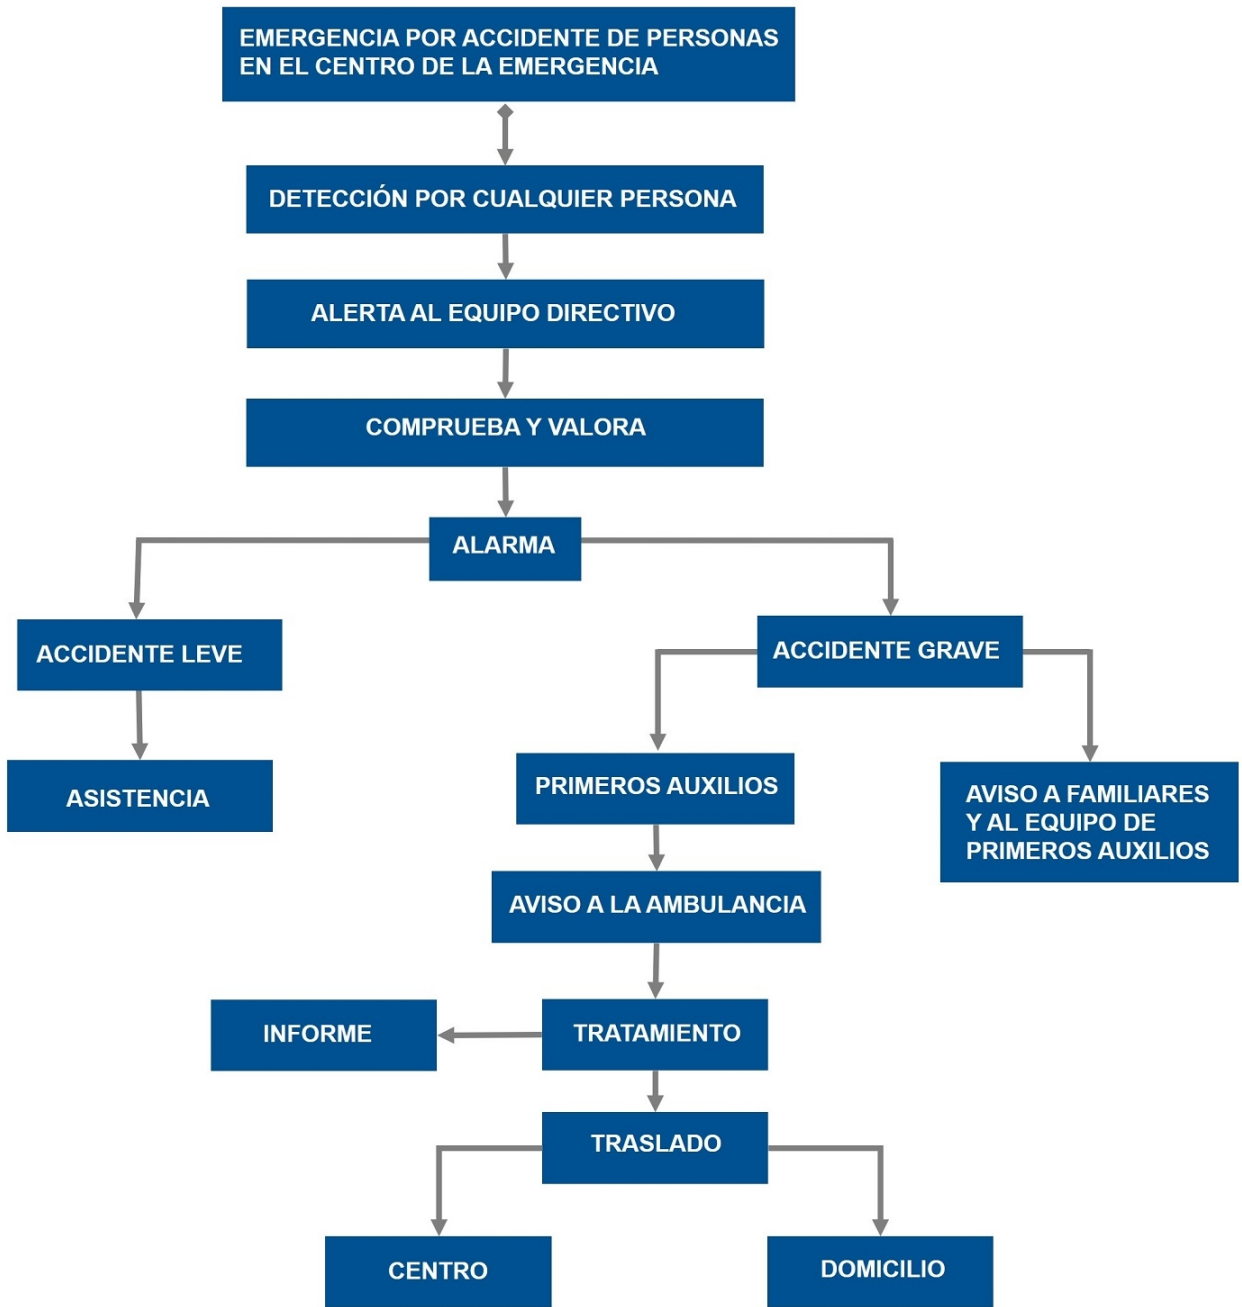 EMERGENCIA POR ACCIDENTE DE PERSONAS
EN EL CENTRO DE LA EMERGENCIA
DETECCIÓN POR CUALQUIER PERSONA
ALERTA AL EQUIPO DIRECTIVO
COMPRUEBA Y VALORA
ALARMA
ACCIDENTE LEVE
ACCIDENTE GRAVE
ASISTENCIA
PRIMEROS AUXILIOS
AVISO A FAMILIARES
Y AL EQUIPO DE
PRIMEROS AUXILIOS
AVISO A LA AMBULANCIA
INFORME
TRATAMIENTO
TRASLADO
CENTRO
DOMICILIO